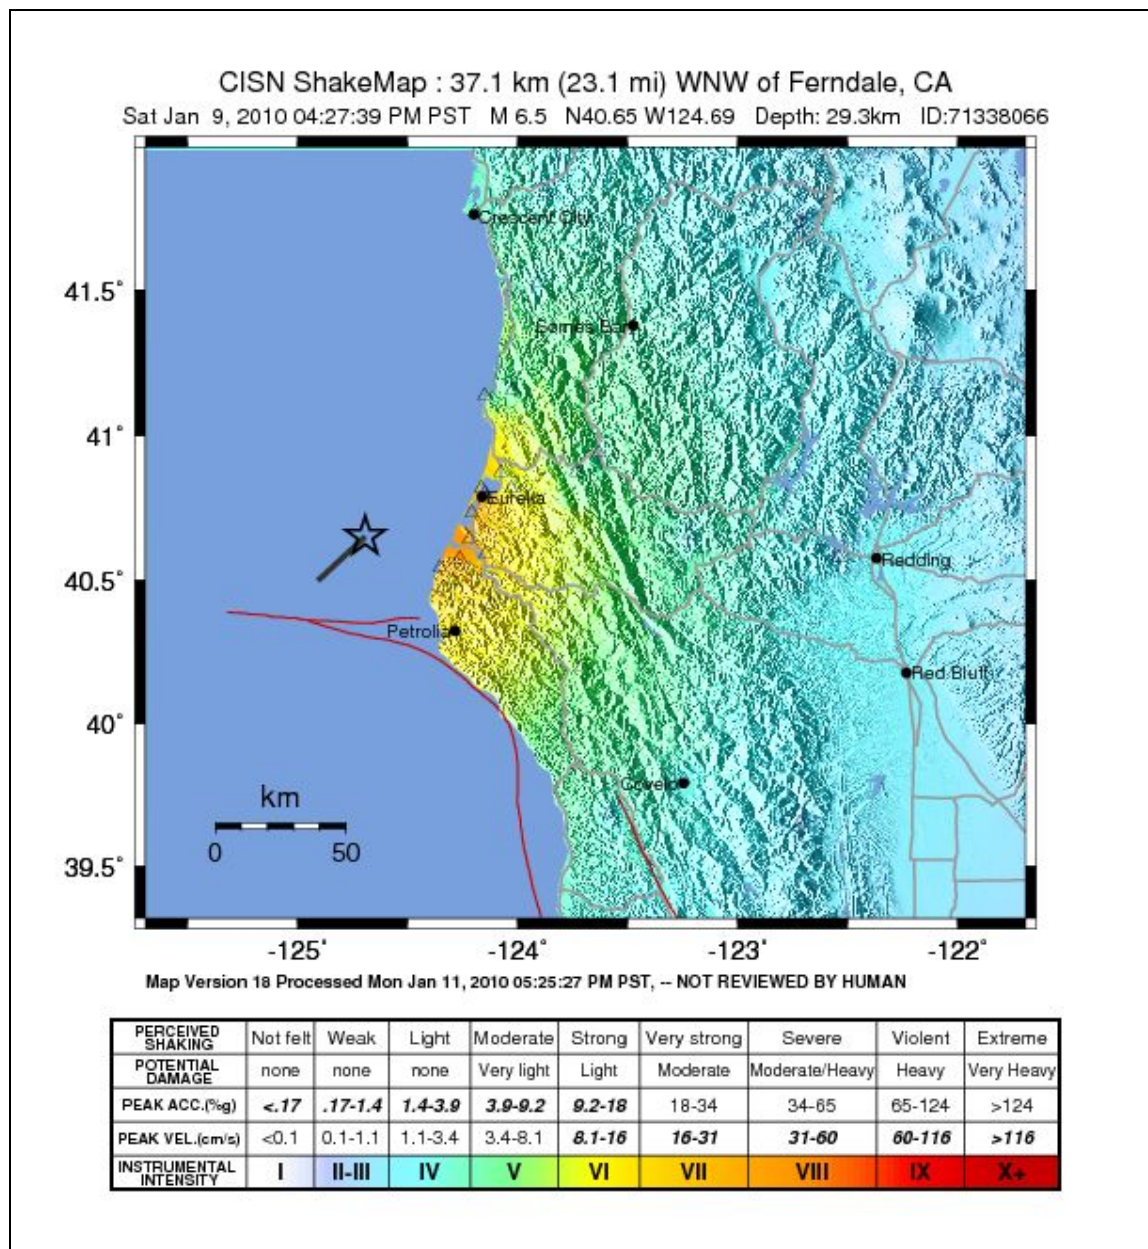 CISN ShakeMap : 37.1 km (23.1 mi) WNW of Ferndale, CA
Sat Jan 9, 2010 04:27:39 PM PST M 6.5 N40.65 W124.69 Depth: 29.3km ID:71338066
Crescent City
41.5˚
Somes Bar
41˚
Eureka
Redding
40.5˚
Petrolia
Red Bluff
40˚
Covelo
km
0 50
39.5˚
-125˚ -124˚ -123˚ -122˚
Map Version 18 Processed Mon Jan 11, 2010 05:25:27 PM PST, -- NOT REVIEWED BY HUMAN
PERCEIVED SHAKING Not felt Weak Light Moderate Strong Very strong Severe Violent Extreme
POTENTIAL DAMAGE none none none Very light Light Moderate Moderate/Heavy Heavy Very Heavy
PEAK ACC.(%g) <.17 .17-1.4 1.4-3.9 3.9-9.2 9.2-18 18-34 34-65 65-124 >124
PEAK VEL.(cm/s) <0.1 0.1-1.1 1.1-3.4 3.4-8.1 8.1-16 16-31 31-60 60-116 >116
INSTRUMENTAL INTENSITY I II-III IV V VI VII VIII IX X+